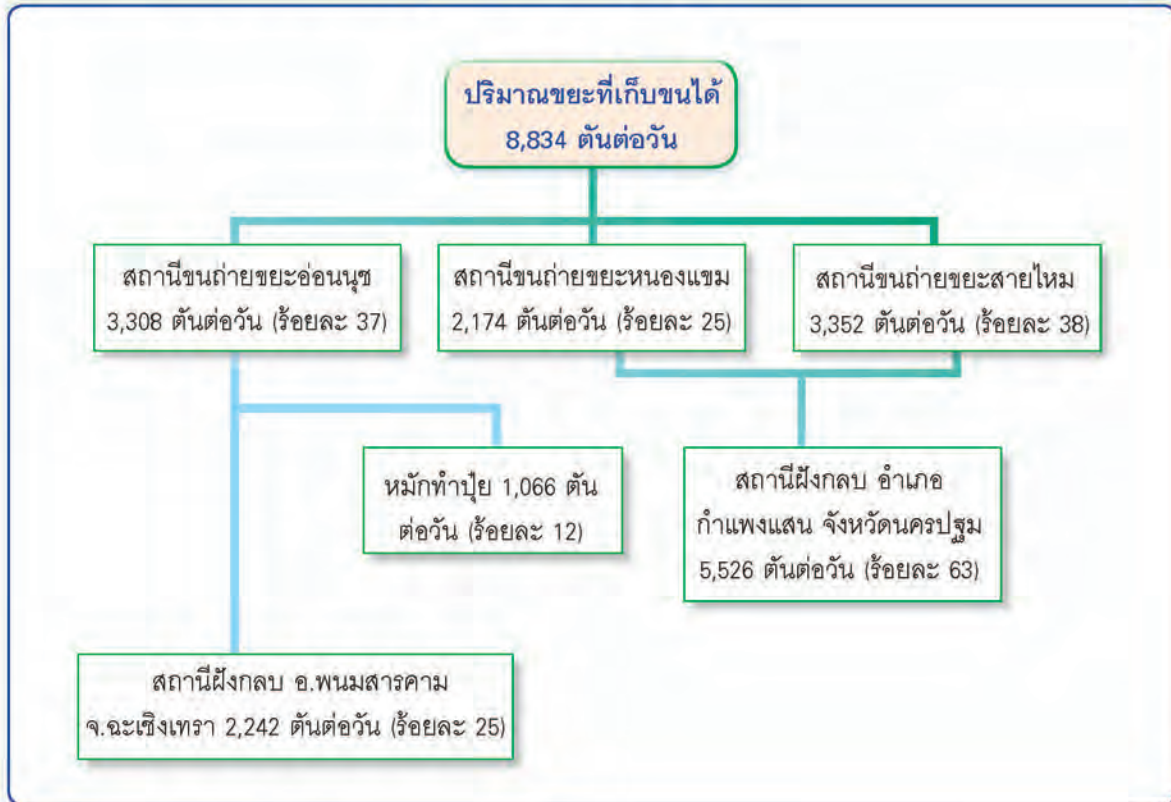 ปริมาณขยะที่เก็บขนได้
8,834 ตันต่อวัน
สถานีขนถ่ายขยะอ่อนนุช
3,308 ตันต่อวัน (ร้อยละ 37)
สถานีขนถ่ายขยะหนองแขม
2,174 ตันต่อวัน (ร้อยละ 25)
สถานีขนถ่ายขยะสายไหม
3,352 ตันต่อวัน (ร้อยละ 38)
หมักทำปุ๋ย 1,066 ตัน
ต่อวัน (ร้อยละ 12)
สถานีฝังกลบ อำเภอ
กำแพงแสน จังหวัดนครปฐม
5,526 ตันต่อวัน (ร้อยละ 63)
สถานีฝังกลบ อ.พนมสารคาม
จ.ฉะเชิงเทรา 2,242 ตันต่อวัน (ร้อยละ 25)